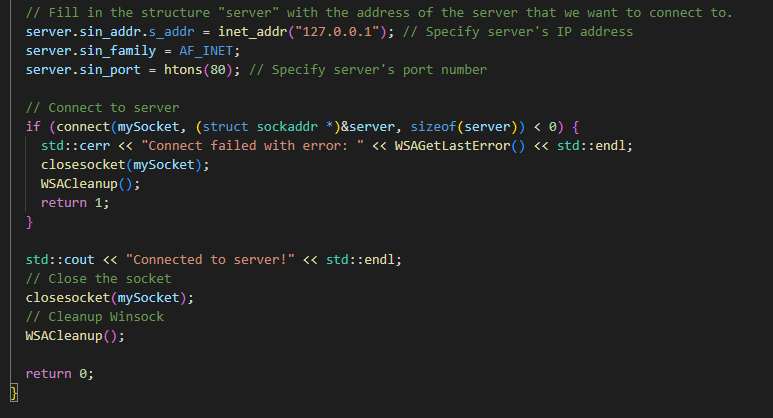 // Fill in the structure "server" with the address of the server that we want to connect to.
server.sin_addr.s_addr = inet_addr("127.0.0.1"); // Specify server's IP address
server.sin_family = AF_INET;
server.sin_port = htons(80); // Specify server's port number
// Connect to server
if (connect(mySocket, (struct sockaddr *)&server, sizeof(server)) < 0) {
std::cerr << "Connect failed with error: " << WSAGetLastError() << std::endl;
closesocket(mySocket);
WSACleanup();
return 1;
}
std::cout << "Connected to server!" << std::endl;
// Close the socket
closesocket(mySocket);
// Cleanup Winsock
WSACleanup();
return 0;
}